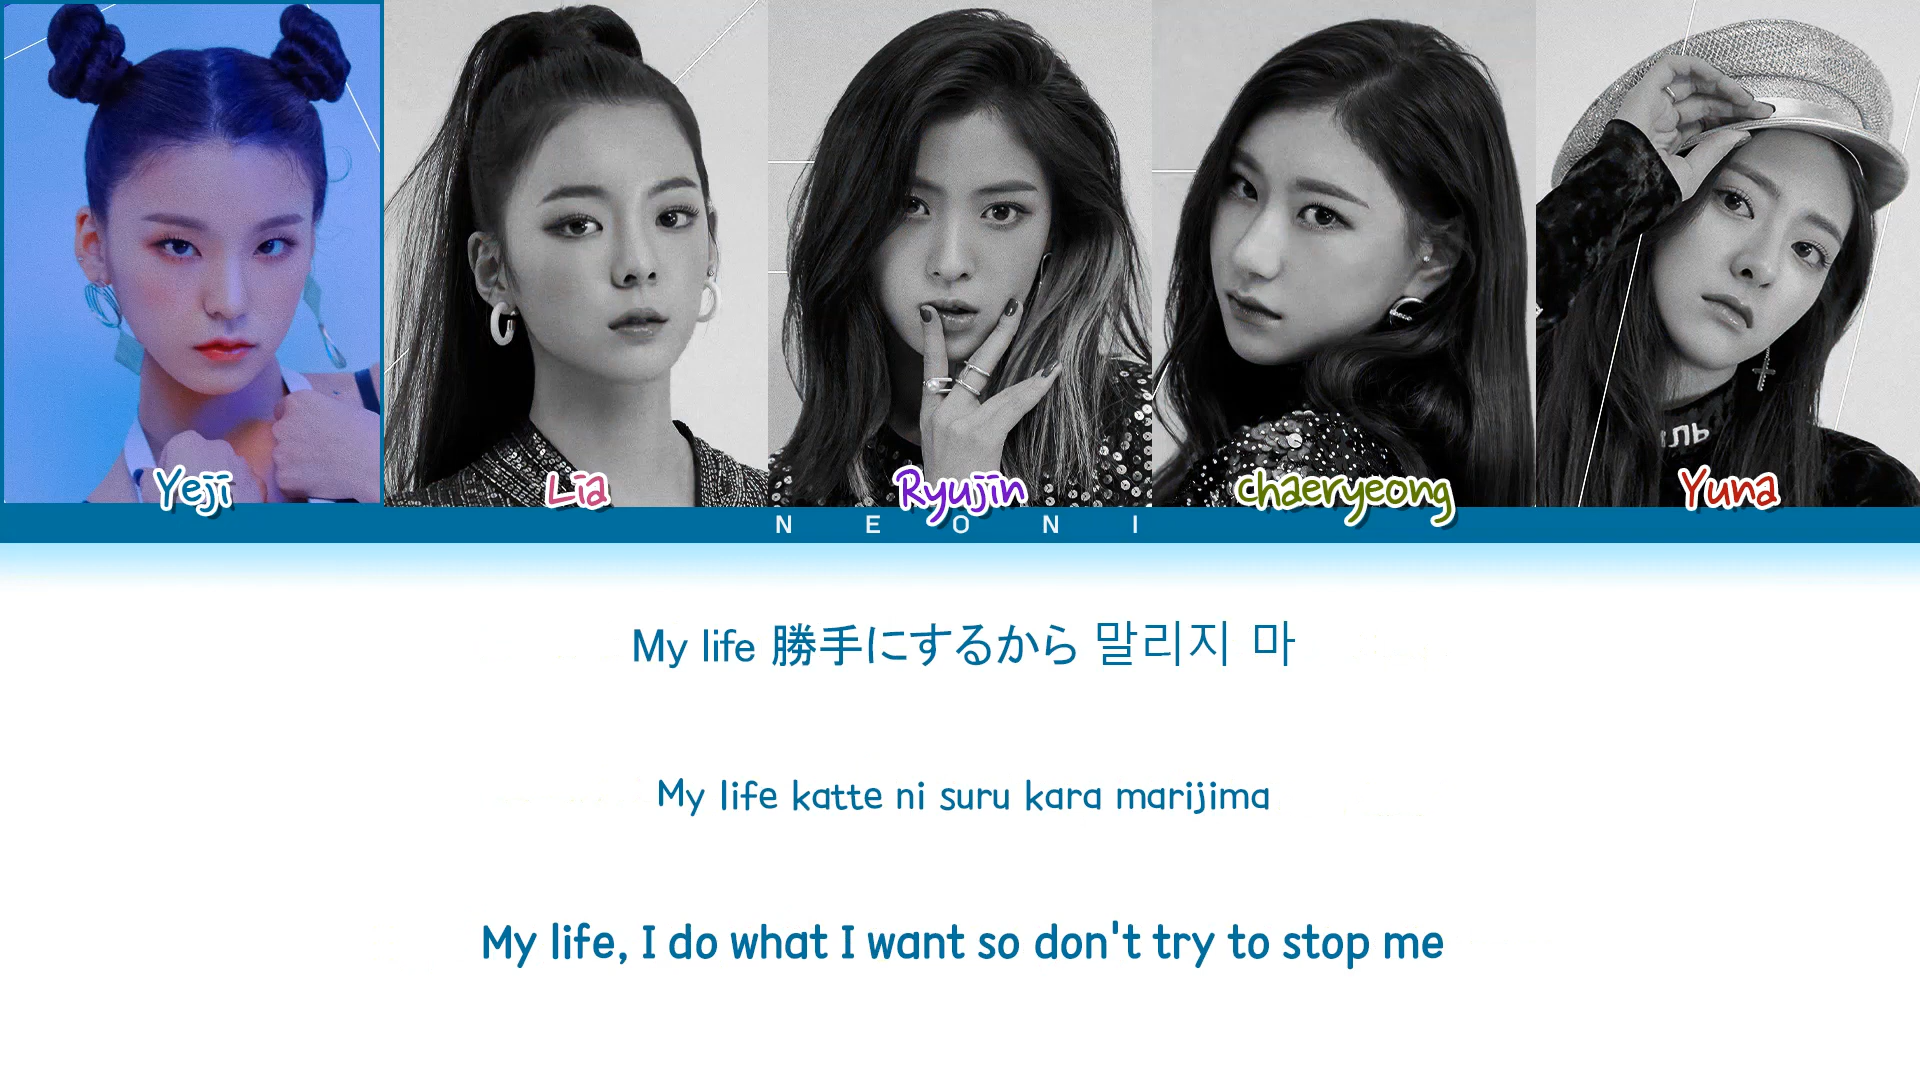 Yeji Lia Ryujin chaeryeong Yuna
NEONI
My life 勝手にするから 말리지 마
My life katte ni suru kara marijima
My life, I do what I want so don't try to stop me